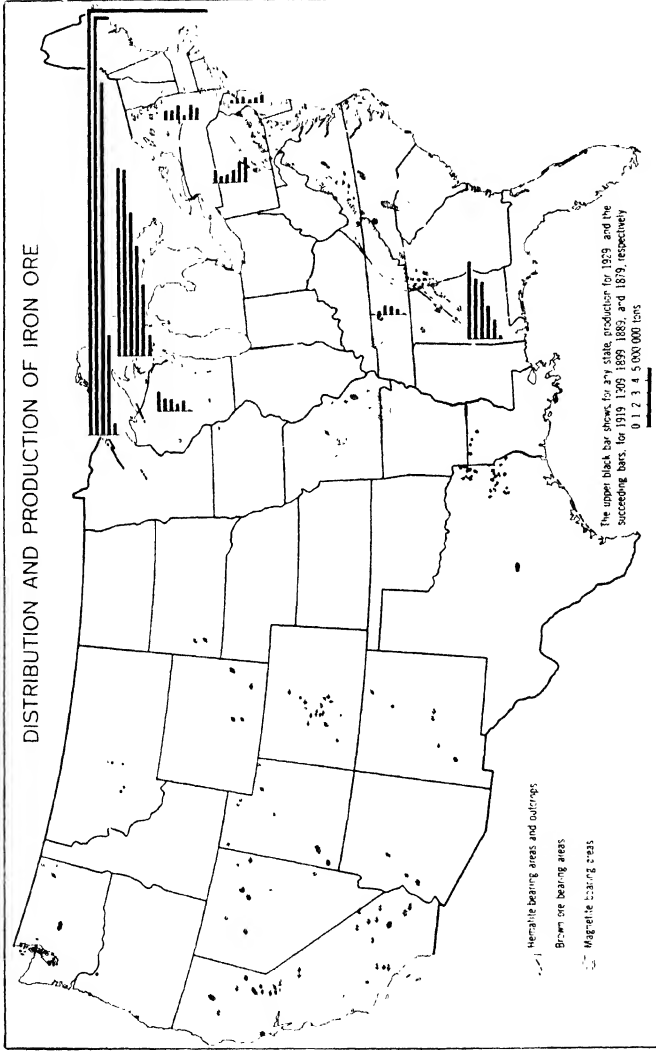 DISTRIBUTION AND PRODUCTION OF IRON ORE
Hematite bearing areas and outcrops
Brown ore bearing areas
Magnetite bearing areas
The upper black bar shows for any state, production for 1929 and the
succeeding bars, for 1919 1909 1899 1889, and 1879, respectively
0 1 2 3 4 5 000 000 tons